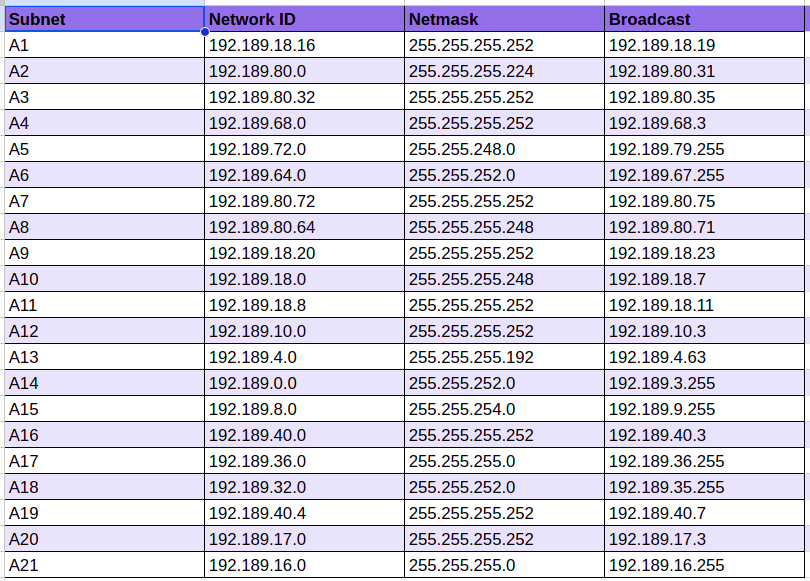 Subnet Network ID Netmask Broadcast
A1 192.189.18.16 255.255.255.252 192.189.18.19
A2 192.189.80.0 255.255.255.224 192.189.80.31
A3 192.189.80.32 255.255.255.252 192.189.80.35
A4 192.189.68.0 255.255.255.252 192.189.68.3
A5 192.189.72.0 255.255.248.0 192.189.79.255
A6 192.189.64.0 255.255.252.0 192.189.67.255
A7 192.189.80.72 255.255.255.252 192.189.80.75
A8 192.189.80.64 255.255.255.248 192.189.80.71
A9 192.189.18.20 255.255.255.252 192.189.18.23
A10 192.189.18.0 255.255.255.248 192.189.18.7
A11 192.189.18.8 255.255.255.252 192.189.18.11
A12 192.189.10.0 255.255.255.252 192.189.10.3
A13 192.189.4.0 255.255.255.192 192.189.4.63
A14 192.189.0.0 255.255.252.0 192.189.3.255
A15 192.189.8.0 255.255.254.0 192.189.9.255
A16 192.189.40.0 255.255.255.252 192.189.40.3
A17 192.189.36.0 255.255.255.0 192.189.36.255
A18 192.189.32.0 255.255.252.0 192.189.35.255
A19 192.189.40.4 255.255.255.252 192.189.40.7
A20 192.189.17.0 255.255.255.252 192.189.17.3
A21 192.189.16.0 255.255.255.0 192.189.16.255